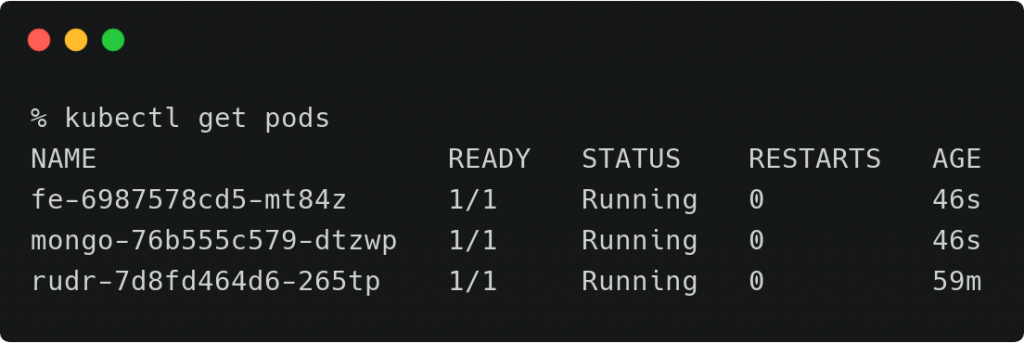 % kubectl get pods
NAME                     READY   STATUS    RESTARTS   AGE
fe-6987578cd5-mt84z      1/1     Running   0          46s
mongo-76b555c579-dtzwp   1/1     Running   0          46s
rudr-7d8fd464d6-265tp    1/1     Running   0          59m